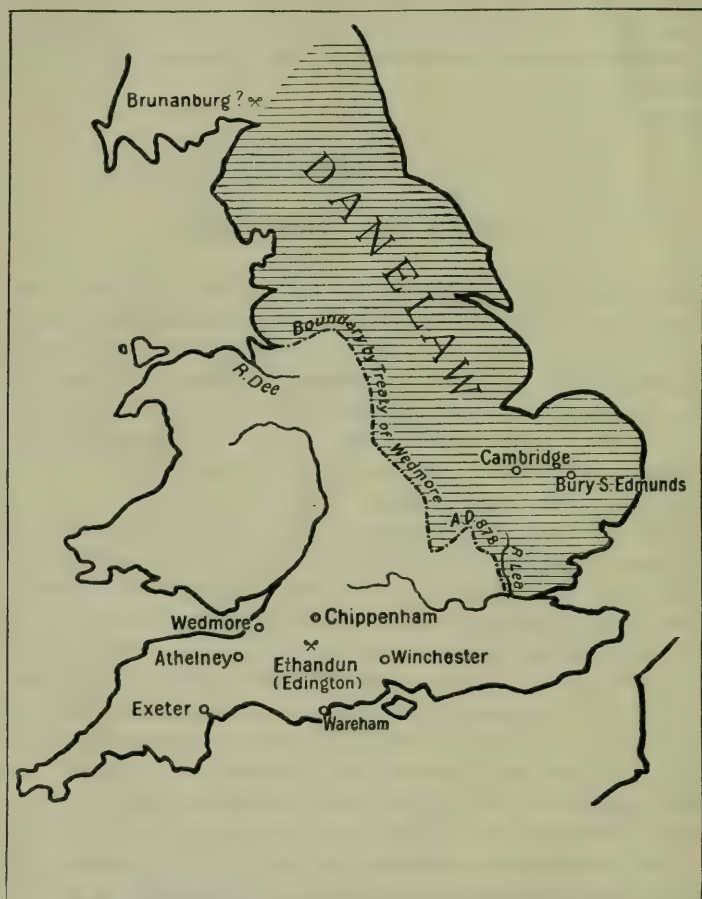 Brunanburg?
DANELAW
Boundary by Treaty of Wedmore
A.D. 878
R. Dee
Cambridge
Bury S. Edmunds
R. Lea
Wedmore
Chippenham
Athelney
Ethandun
(Edington)
Winchester
Exeter
Wareham